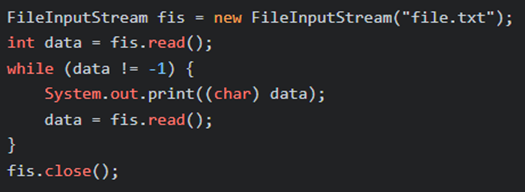 FileInputStream fis = new FileInputStream("file.txt");
int data = fis.read();
while (data != -1) {
    System.out.print((char) data);
    data = fis.read();
}
fis.close();